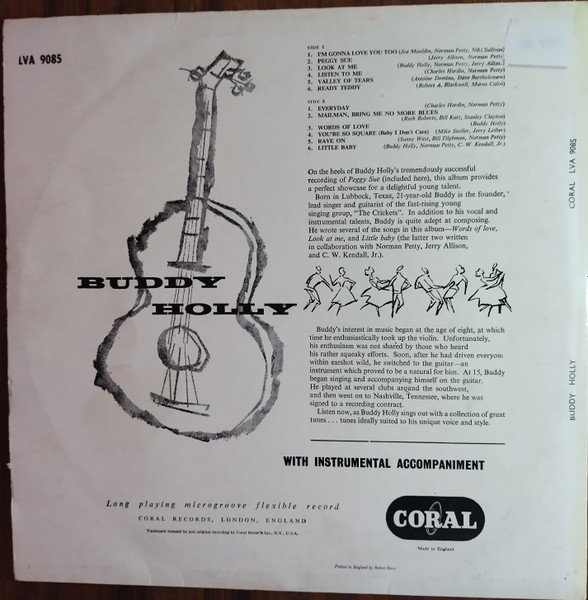 LVA 9085
SIDE 1
1. I'M GONNA LOVE YOU TOO (Joe Mauldin, Norman Petty, Niki Sullivan)
2. PEGGY SUE (Jerry Allison, Norman Petty)
3. LOOK AT ME (Buddy Holly, Norman Petty, Jerry Allison)
4. LISTEN TO ME (Charles Hardin, Norman Petty)
5. VALLEY OF TEARS (Antoine Domino, Dave Bartholomew)
6. READY TEDDY (Robert A. Blackwell, Maras Calco)
SIDE 2
1. EVERYDAY (Charles Hardin, Norman Petty)
2. MAILMAN, BRING ME NO MORE BLUES
(Ruth Roberts, Bill Katz, Stanley Clayton)
3. WORDS OF LOVE (Buddy Holly)
4. YOU'RE SO SQUARE (Baby I Don't Care) (Mike Stoller, Jerry Leiber)
5. RAVE ON (Sonny West, Bill Tilghman, Norman Petty)
6. LITTLE BABY (Buddy Holly, Norman Petty, C. W. Kendall, Jr.)
On the heels of Buddy Holly's tremendously successful
recording of Peggy Sue (included here), this album provides
a perfect showcase for a delightful young talent.
Born in Lubbock, Texas, 21-year-old Buddy is the founder,
lead singer and guitarist of the fast-rising young
singing group, "The Crickets". In addition to his vocal and
instrumental talents, Buddy is quite adept at composing.
He wrote several of the songs in this album—Words of love,
Look at me, and Little baby (the latter two written
in collaboration with Norman Petty, Jerry Allison,
and C. W. Kendall, Jr.).
BUDDY
HOLLY
Buddy's interest in music began at the age of eight, at which
time he enthusiastically took up the violin. Unfortunately,
his enthusiasm was not shared by those who heard
his rather squeaky efforts. Soon, after he had driven everyone
within earshot wild, he switched to the guitar—an
instrument which proved to be a natural for him. At 15, Buddy
began singing and accompanying himself on the guitar.
He played at several clubs around the southwest,
and then went on to Nashville, Tennessee, where he was
signed to a recording contract.
Listen now, as Buddy Holly sings out with a collection of great
tunes . . . tunes ideally suited to his unique voice and style.
WITH INSTRUMENTAL ACCOMPANIMENT
Long playing microgroove flexible record
CORAL RECORDS, LONDON, ENGLAND
CORAL
Made in England
Printed in England by Robert Stace
CORAL LVA 9085
BUDDY HOLLY